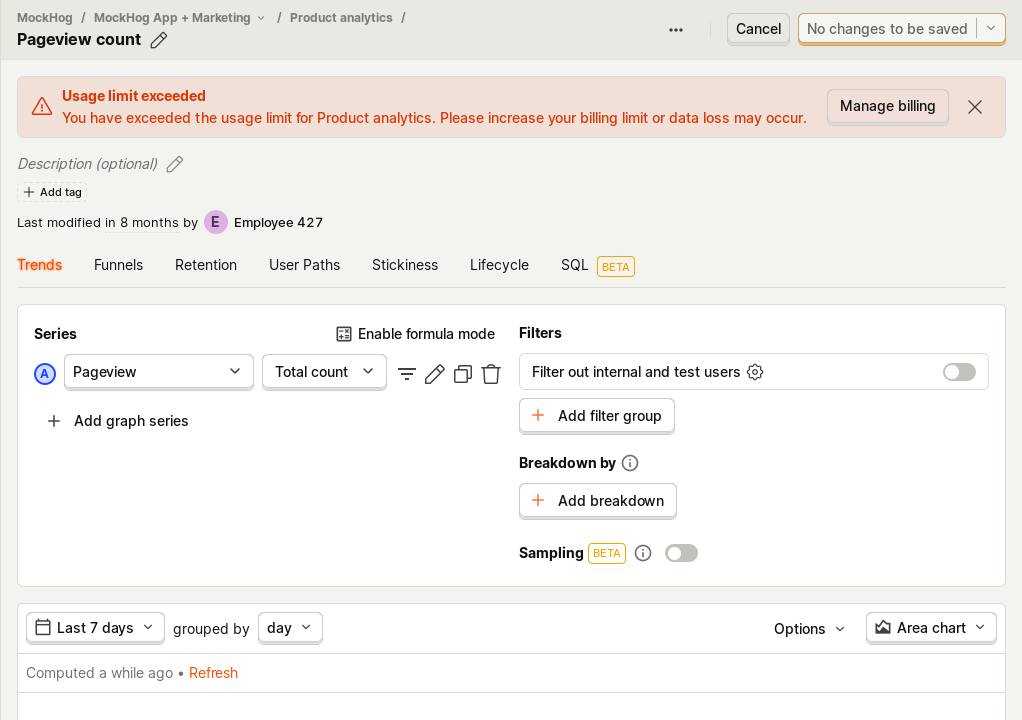 MockHog / MockHog App + Marketing / Product analytics /
Pageview count
Cancel
No changes to be saved
Usage limit exceeded
You have exceeded the usage limit for Product analytics. Please increase your billing limit or data loss may occur.
Manage billing
Description (optional)
Add tag
Last modified in 8 months by E Employee 427
Trends Funnels Retention User Paths Stickiness Lifecycle SQL BETA
Series
Enable formula mode
A Pageview Total count
Add graph series
Filters
Filter out internal and test users
Add filter group
Breakdown by
Add breakdown
Sampling BETA
Last 7 days grouped by day
Options
Area chart
Computed a while ago • Refresh